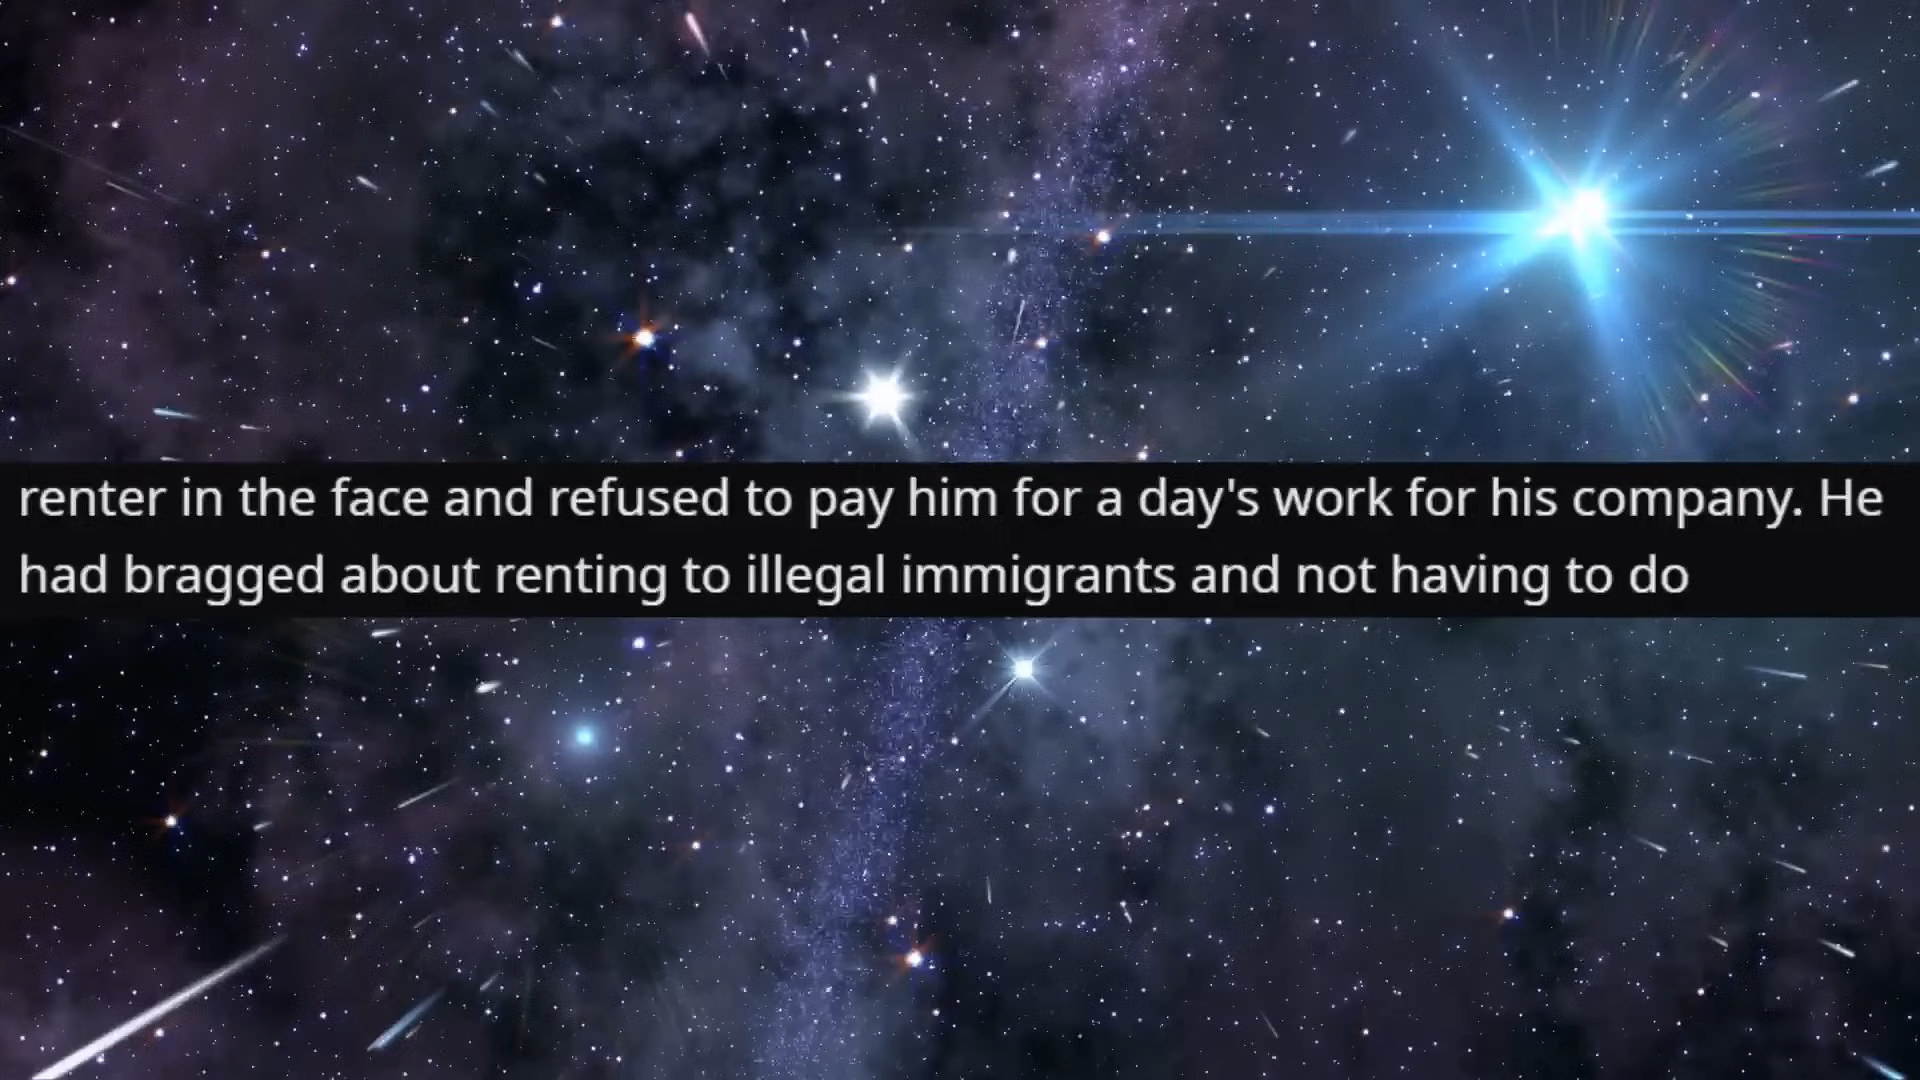 renter in the face and refused to pay him for a day's work for his company. He
had bragged about renting to illegal immigrants and not having to do